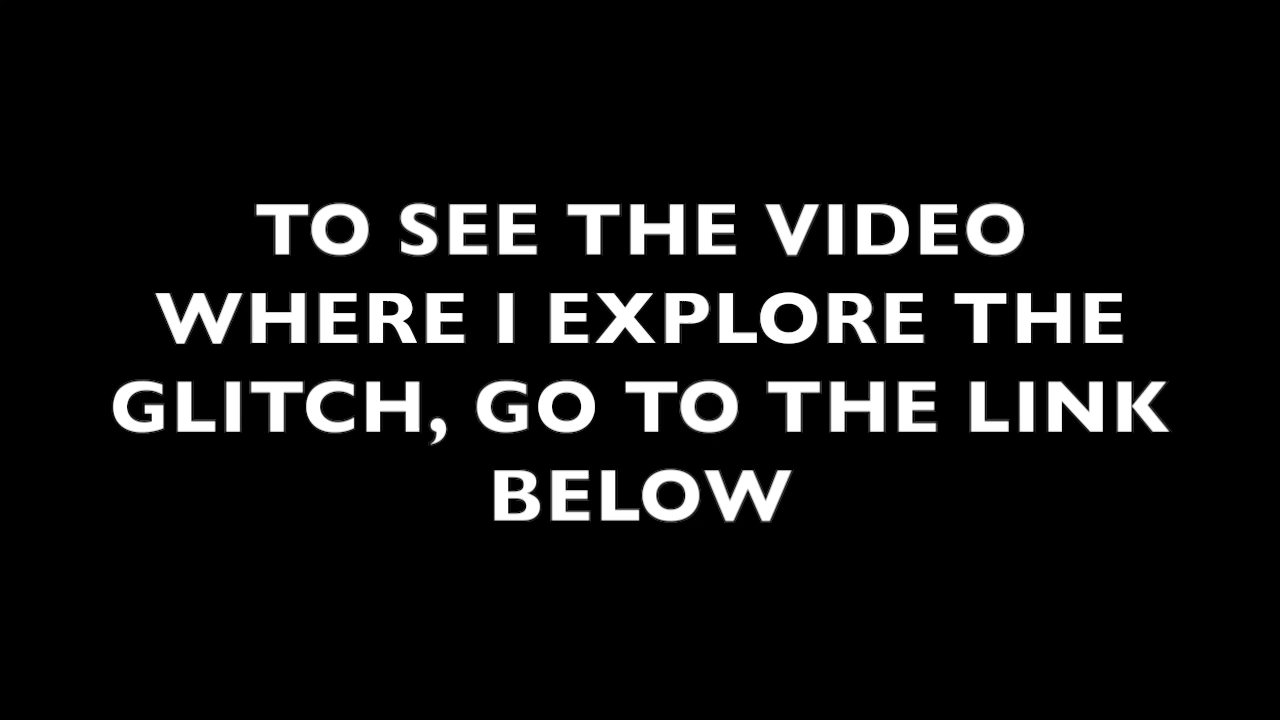 TO SEE THE VIDEO
WHERE I EXPLORE THE
GLITCH, GO TO THE LINK
BELOW